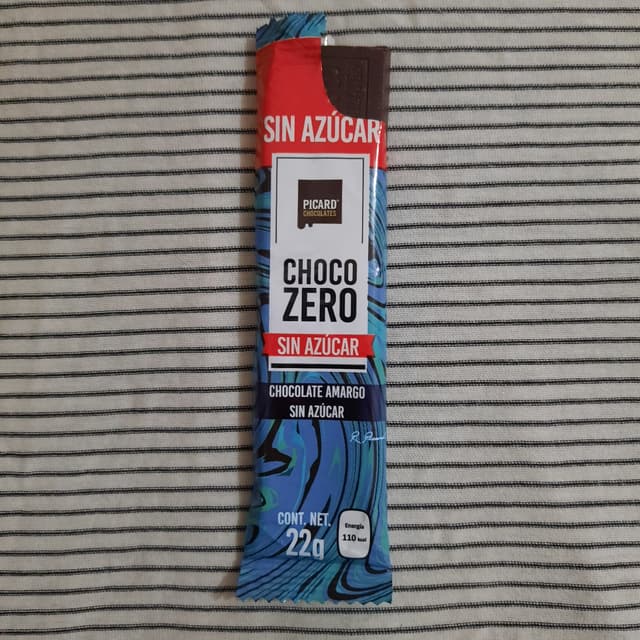 SIN AZÚCAR
PICARD
CHOCOLATES
CHOCO
ZERO
SIN AZÚCAR
CHOCOLATE AMARGO
SIN AZÚCAR
CONT. NET.
22g
Energía
110 kcal